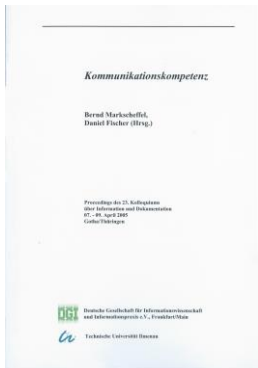 Kommunikationskompetenz
Bernd Markscheffel,
Daniel Fischer (Hrsg.)
Proceedings des 23. Kolloquiums
über Information und Dokumentation
07. - 09. April 2005
Gotha/Thüringen
DGI
Deutsche Gesellschaft für Informationswissenschaft
und Informationspraxis e.V., Frankfurt/Main
Technische Universität Ilmenau